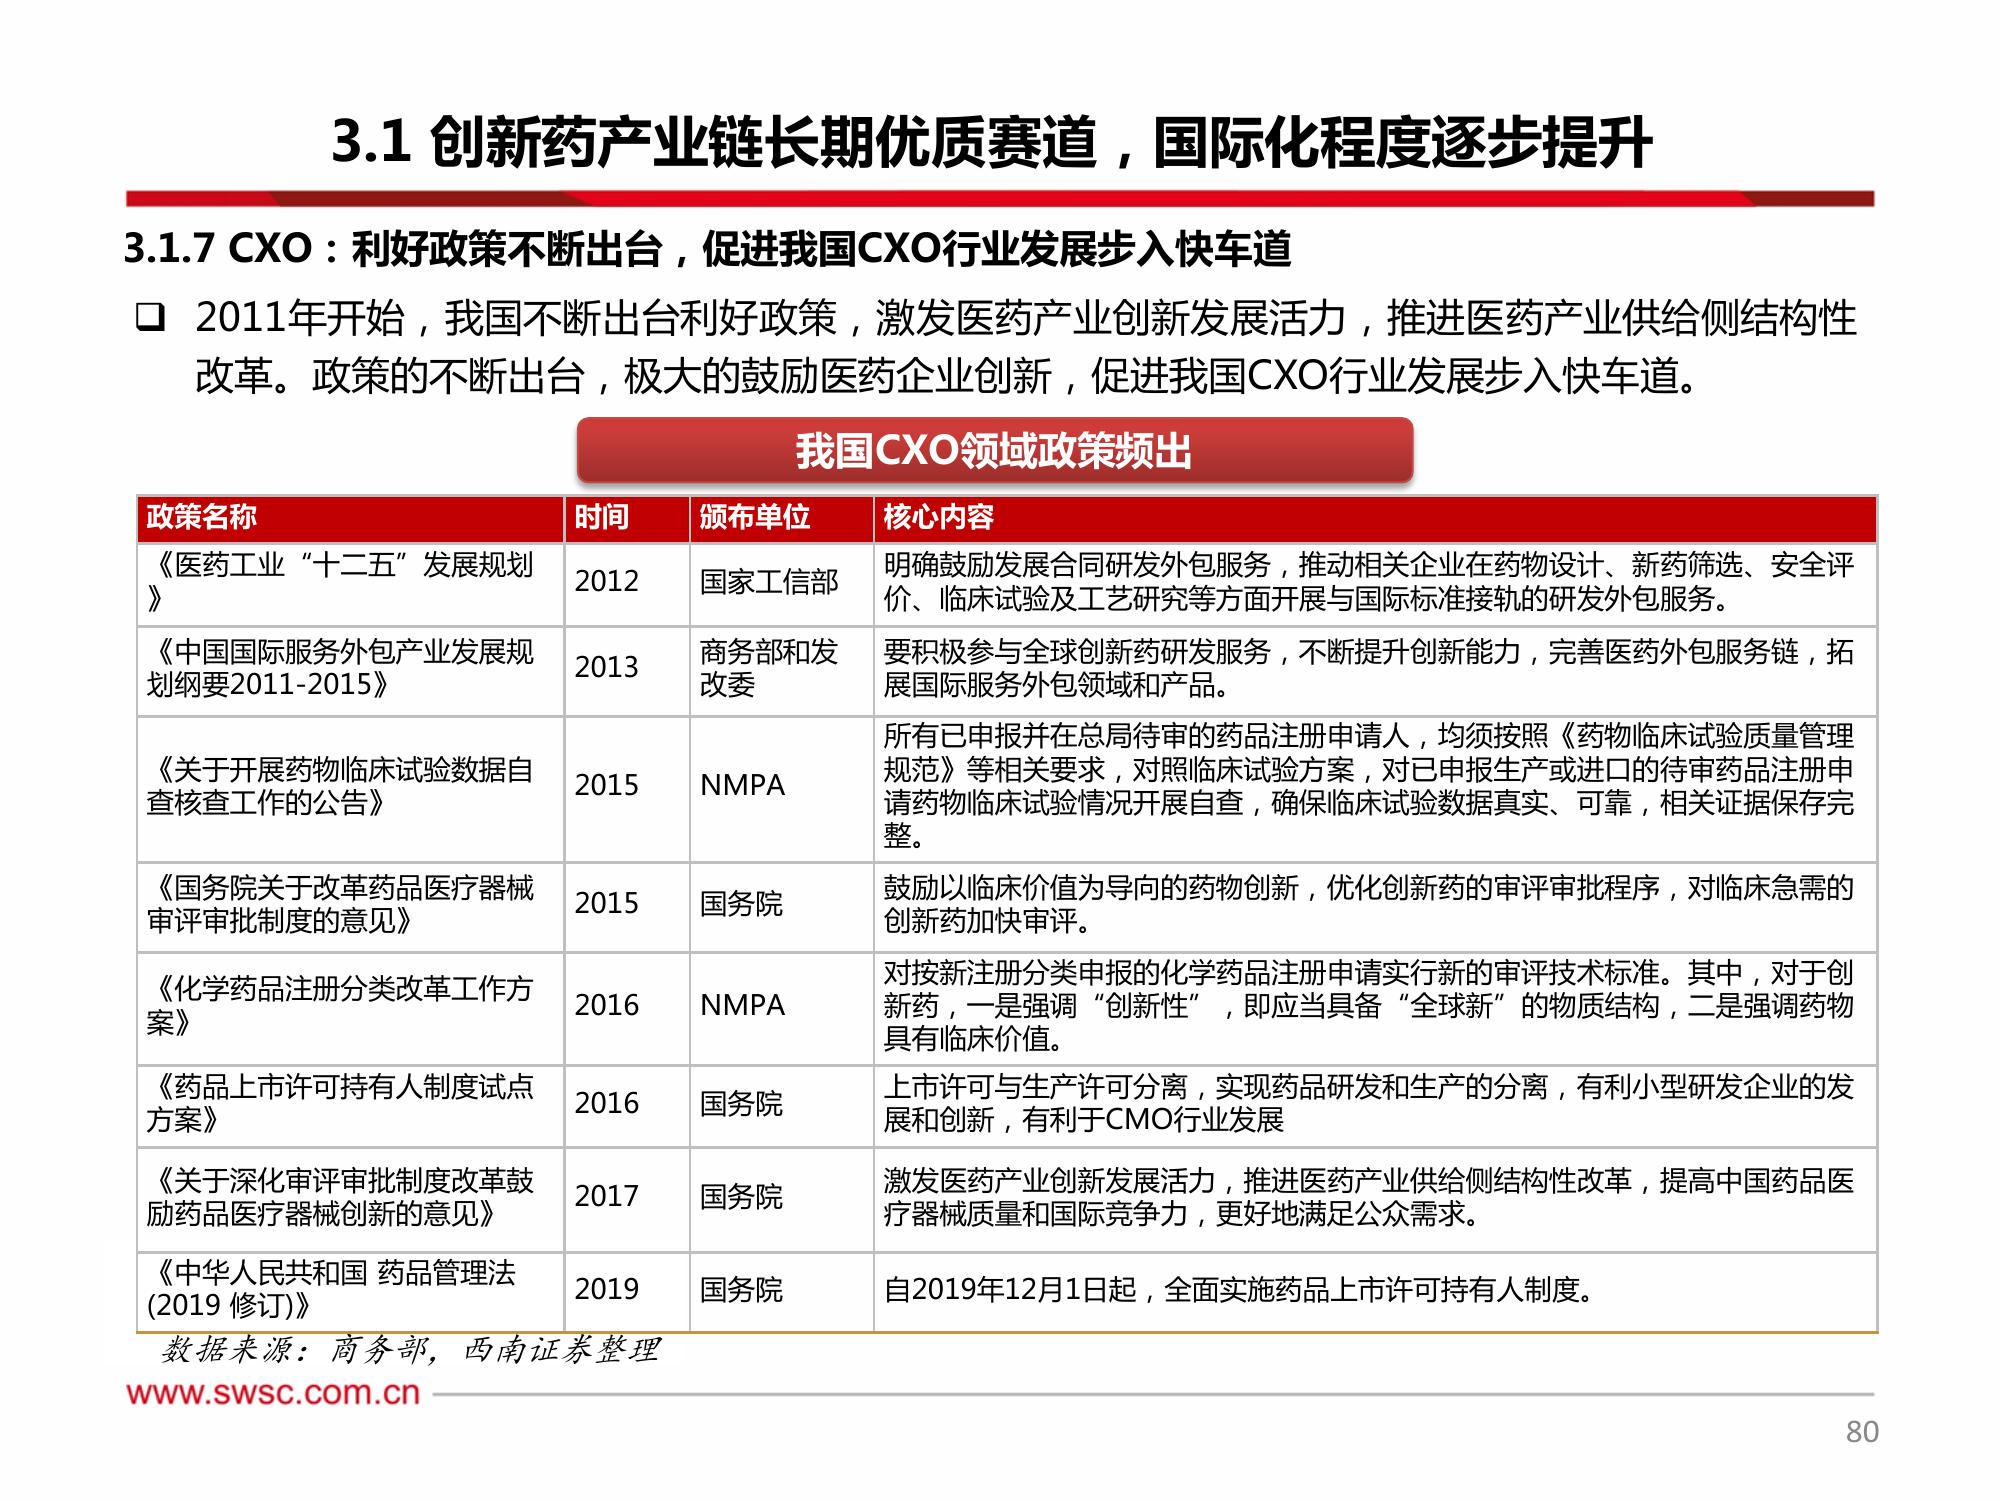 3.1 创新药产业链长期优质赛道，国际化程度逐步提升
3.1.7 CXO：利好政策不断出台，促进我国CXO行业发展步入快车道
❑ 2011年开始，我国不断出台利好政策，激发医药产业创新发展活力，推进医药产业供给侧结构性
改革。政策的不断出台，极大的鼓励医药企业创新，促进我国CXO行业发展步入快车道。
我国CXO领域政策频出
政策名称 时间 颁布单位 核心内容
《医药工业“十二五”发展规划
》
2012
国家工信部
明确鼓励发展合同研发外包服务，推动相关企业在药物设计、新药筛选、安全评
价、临床试验及工艺研究等方面开展与国际标准接轨的研发外包服务。
《中国国际服务外包产业发展规
划纲要2011-2015》
2013
商务部和发
改委
要积极参与全球创新药研发服务，不断提升创新能力，完善医药外包服务链，拓
展国际服务外包领域和产品。
《关于开展药物临床试验数据自
查核查工作的公告》
2015
NMPA
所有已申报并在总局待审的药品注册申请人，均须按照《药物临床试验质量管理
规范》等相关要求，对照临床试验方案，对已申报生产或进口的待审药品注册申
请药物临床试验情况开展自查，确保临床试验数据真实、可靠，相关证据保存完
整。
《国务院关于改革药品医疗器械
审评审批制度的意见》
2015
国务院
鼓励以临床价值为导向的药物创新，优化创新药的审评审批程序，对临床急需的
创新药加快审评。
《化学药品注册分类改革工作方
案》
2016
NMPA
对按新注册分类申报的化学药品注册申请实行新的审评技术标准。其中，对于创
新药，一是强调“创新性”，即应当具备“全球新”的物质结构，二是强调药物
具有临床价值。
《药品上市许可持有人制度试点
方案》
2016
国务院
上市许可与生产许可分离，实现药品研发和生产的分离，有利小型研发企业的发
展和创新，有利于CMO行业发展
《关于深化审评审批制度改革鼓
励药品医疗器械创新的意见》
2017
国务院
激发医药产业创新发展活力，推进医药产业供给侧结构性改革，提高中国药品医
疗器械质量和国际竞争力，更好地满足公众需求。
《中华人民共和国 药品管理法
(2019 修订)》
2019
国务院
自2019年12月1日起，全面实施药品上市许可持有人制度。
数据来源：商务部，西南证券整理
www.swsc.com.cn
80